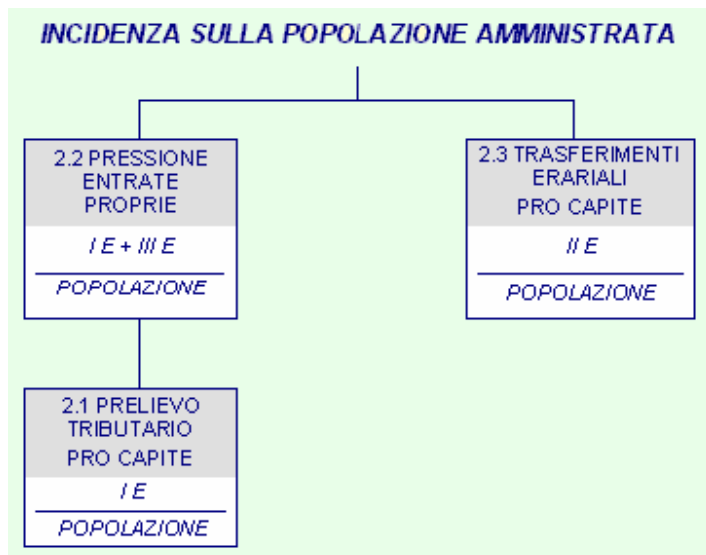 INCIDENZA SULLA POPOLAZIONE AMMINISTRATA
2.2 PRESSIONE
ENTRATE
PROPRIE
I E + III E
POPOLAZIONE
2.3 TRASFERIMENTI
ERARIALI
PRO CAPITE
II E
POPOLAZIONE
2.1 PRELIEVO
TRIBUTARIO
PRO CAPITE
I E
POPOLAZIONE